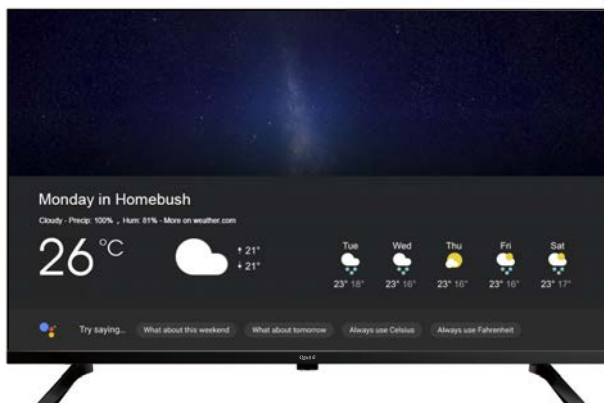 Monday in Homebush
Cloudy - Precip: 100% , Hum: 81% - More on weather.com
26 °C
↑ 21°
↓ 21°
Tue Wed Thu Fri Sat
23° 18° 23° 16° 23° 16° 23° 16° 23° 17°
Try saying... What about this weekend What about tomorrow Always use Celsius Always use Fahrenheit